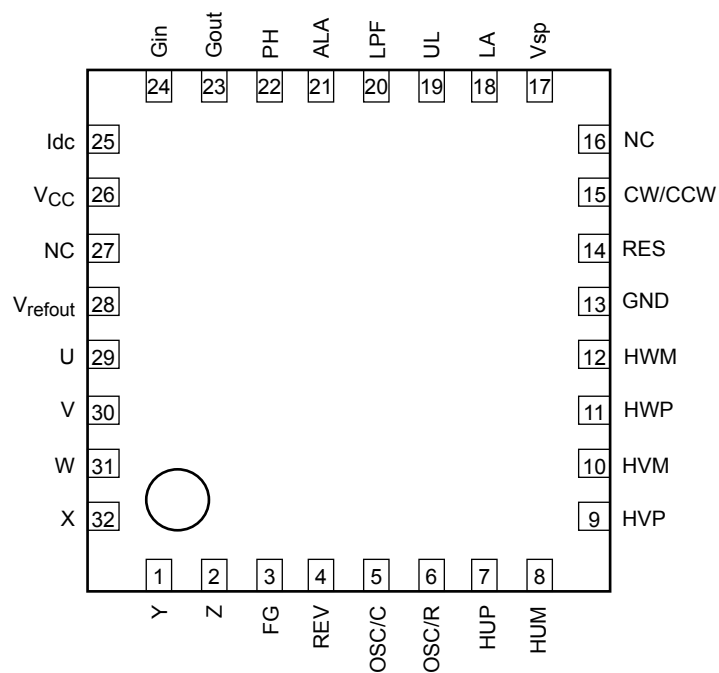 Gin Gout PH ALA LPF UL LA Vsp
24 23 22 21 20 19 18 17
Idc 25 16 NC
VCC 26 15 CW/CCW
NC 27 14 RES
Vrefout 28 13 GND
U 29 12 HWM
V 30 11 HWP
W 31 10 HVM
X 32 9 HVP
1 2 3 4 5 6 7 8
Y Z FG REV OSC/C OSC/R HUP HUM